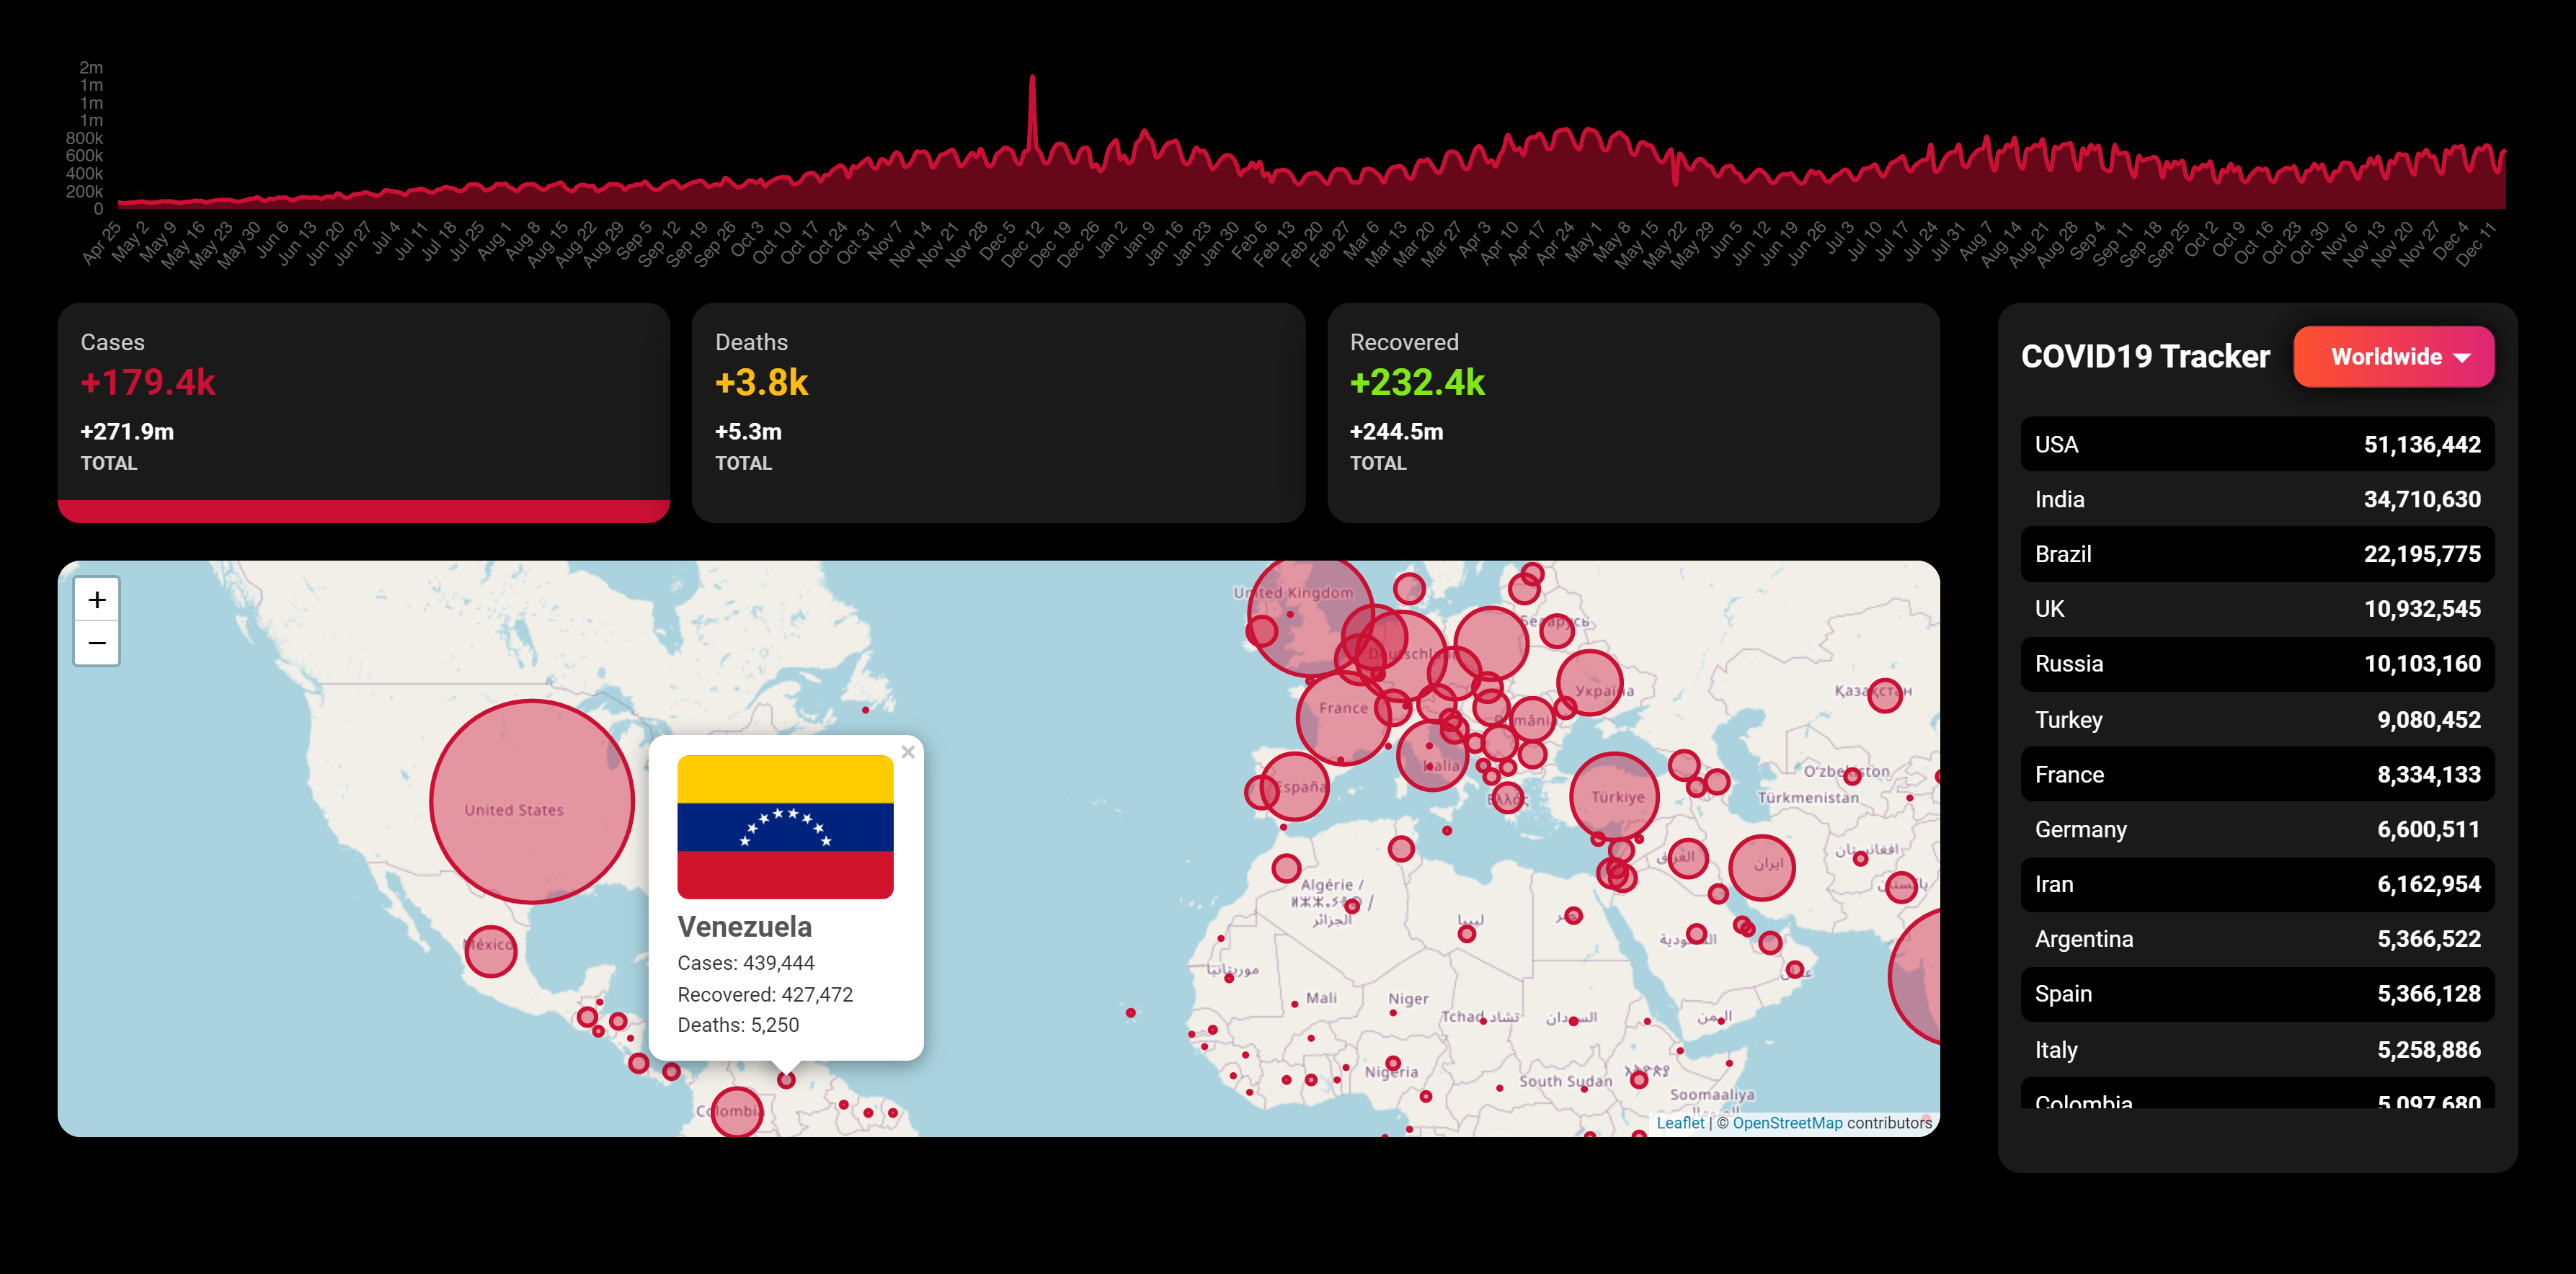 2m
1m
1m
1m
800k
600k
400k
200k
0
Apr 25 May 2 May 9 May 16 May 23 May 30 Jun 6 Jun 13 Jun 20 Jun 27 Jul 4 Jul 11 Jul 18 Jul 25 Aug 1 Aug 8 Aug 15 Aug 22 Aug 29 Sep 5 Sep 12 Sep 19 Sep 26 Oct 3 Oct 10 Oct 17 Oct 24 Oct 31 Nov 7 Nov 14 Nov 21 Nov 28 Dec 5 Dec 12 Dec 19 Dec 26 Jan 2 Jan 9 Jan 16 Jan 23 Jan 30 Feb 6 Feb 13 Feb 20 Feb 27 Mar 6 Mar 13 Mar 20 Mar 27 Apr 3 Apr 10 Apr 17 Apr 24 May 1 May 8 May 15 May 22 May 29 Jun 5 Jun 12 Jun 19 Jun 26 Jul 3 Jul 10 Jul 17 Jul 24 Jul 31 Aug 7 Aug 14 Aug 21 Aug 28 Sep 4 Sep 11 Sep 18 Sep 25 Oct 2 Oct 9 Oct 16 Oct 23 Oct 30 Nov 6 Nov 13 Nov 20 Nov 27 Dec 4 Dec 11
Cases
+179.4k
+271.9m
TOTAL
Deaths
+3.8k
+5.3m
TOTAL
Recovered
+232.4k
+244.5m
TOTAL
+
−
United Kingdom
Беларусь
Deutschland
Україна
Қазақстан
France
România
Italia
O'zbekiston
España
Ελλάς
Türkiye
Türkmenistan
United States
العراق
ایران
افغانستان
پاکستان
Algérie /
الجزائر
ليبيا
مصر
México
السعودية
موريتانيا
عمان
Mali
Niger
Tchad تشاد
السودان
اليمن
Nigeria
South Sudan
Soomaaliya
Colombia
×
Venezuela
Cases: 439,444
Recovered: 427,472
Deaths: 5,250
Leaflet | © OpenStreetMap contributors
COVID19 Tracker
Worldwide
USA 51,136,442
India 34,710,630
Brazil 22,195,775
UK 10,932,545
Russia 10,103,160
Turkey 9,080,452
France 8,334,133
Germany 6,600,511
Iran 6,162,954
Argentina 5,366,522
Spain 5,366,128
Italy 5,258,886
Colombia 5,097,680